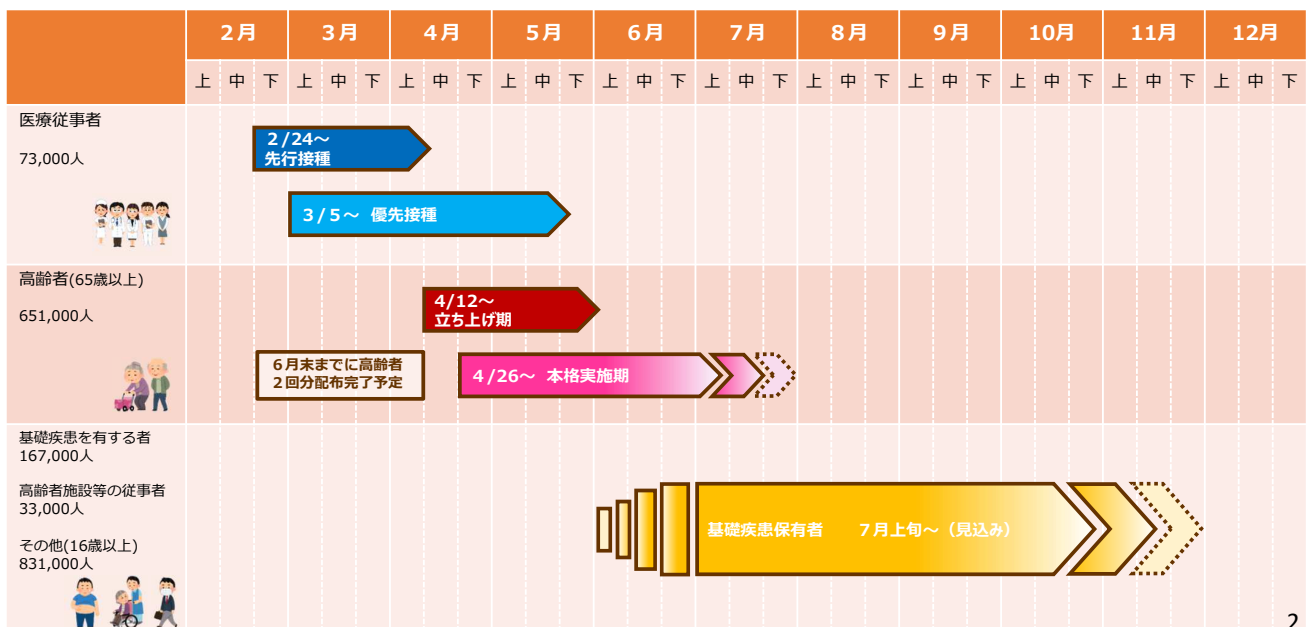 2月 3月 4月 5月 6月 7月 8月 9月 10月 11月 12月
上 中 下 上 中 下 上 中 下 上 中 下 上 中 下 上 中 下 上 中 下 上 中 下 上 中 下 上 中 下 上 中 下
医療従事者
73,000人
2/24～
先行接種
3/5～ 優先接種
高齢者(65歳以上)
651,000人
4/12～
立ち上げ期
6月末までに高齢者
2回分配布完了予定
4/26～ 本格実施期
基礎疾患を有する者
167,000人
高齢者施設等の従事者
33,000人
その他(16歳以上)
831,000人
基礎疾患保有者 7月上旬～（見込み）
2